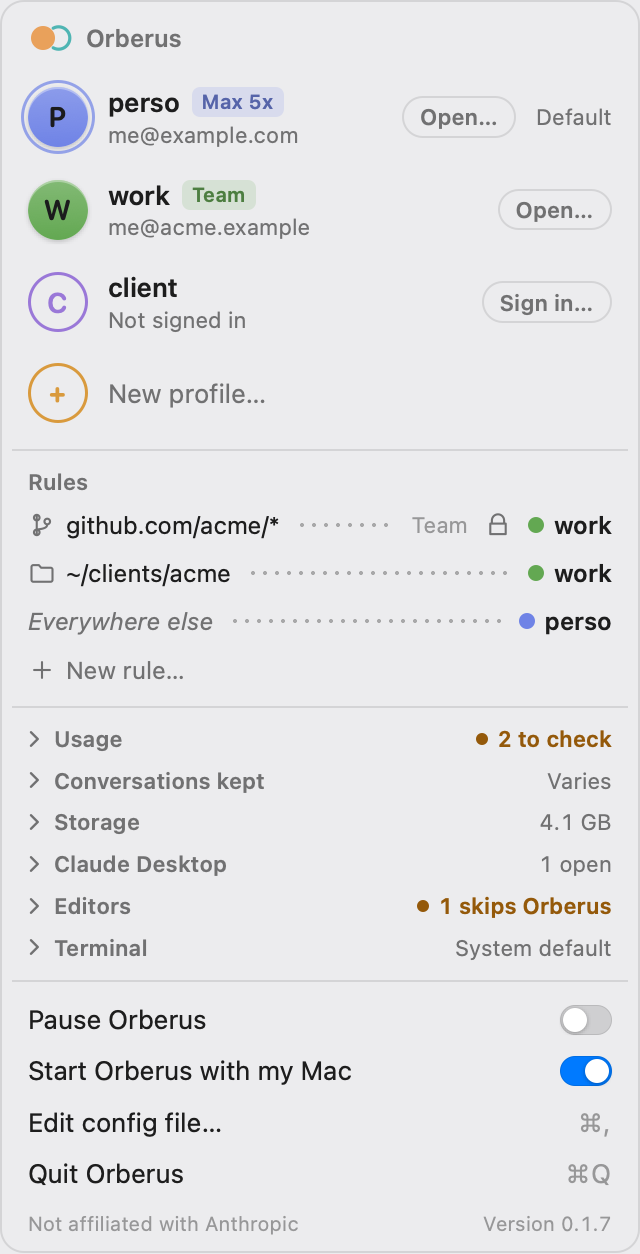 Orberus
P
perso Max 5x
me@example.com
Open...
Default
W
work Team
me@acme.example
Open...
C
client
Not signed in
Sign in...
+ New profile...
Rules
github.com/acme/* Team work
~/clients/acme work
Everywhere else perso
+ New rule...
Usage 2 to check
Conversations kept Varies
Storage 4.1 GB
Claude Desktop 1 open
Editors 1 skips Orberus
Terminal System default
Pause Orberus
Start Orberus with my Mac
Edit config file... ⌘,
Quit Orberus ⌘Q
Not affiliated with Anthropic Version 0.1.7